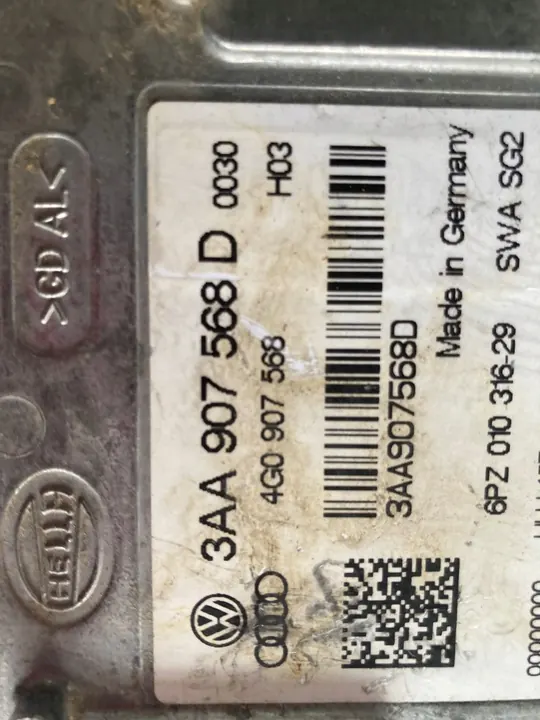 >GD AL<
HELLA
3AA 907 568 D 0030
4G0 907 568 H03
3AA907568D
Made in Germany
6PZ 010 316-29 SWA SG2
000000000